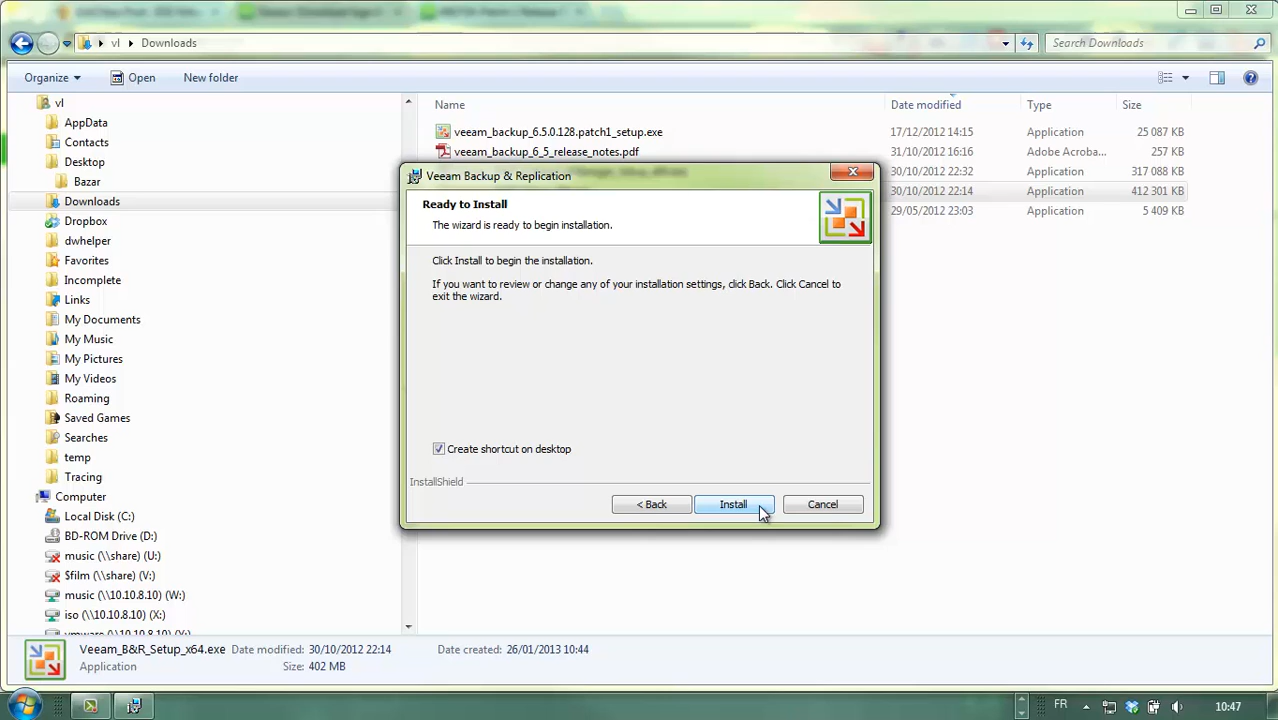 vl Downloads Search Downloads
Organize Open New folder
Name Date modified Type Size
vl
AppData
Contacts
Desktop
Bazar
Downloads
Dropbox
dwhelper
Favorites
Incomplete
Links
My Documents
My Music
My Pictures
My Videos
Roaming
Saved Games
Searches
temp
Tracing
Computer
Local Disk (C:)
BD-ROM Drive (D:)
music (\\share) (U:)
$film (\\share) (V:)
music (\\10.10.8.10) (W:)
iso (\\10.10.8.10) (X:)
vmware (\\10.10.8.10) (Y:)
veeam_backup_6.5.0.128.patch1_setup.exe 17/12/2012 14:15 Application 25 087 KB
veeam_backup_6_5_release_notes.pdf 31/10/2012 16:16 Adobe Acroba... 257 KB
30/10/2012 22:32 Application 317 088 KB
30/10/2012 22:14 Application 412 301 KB
29/05/2012 23:03 Application 5 409 KB
Veeam Backup & Replication
Ready to Install
The wizard is ready to begin installation.
Click Install to begin the installation.
If you want to review or change any of your installation settings, click Back. Click Cancel to
exit the wizard.
Create shortcut on desktop
InstallShield
< Back Install Cancel
Veeam_B&R_Setup_x64.exe Date modified: 30/10/2012 22:14 Date created: 26/01/2013 10:44
Application Size: 402 MB
FR 10:47